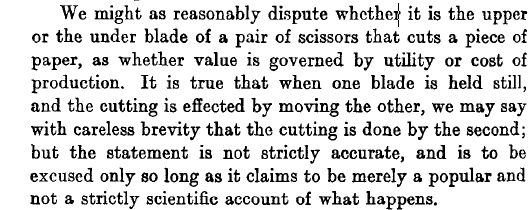 We might as reasonably dispute whether it is the upper
or the under blade of a pair of scissors that cuts a piece of
paper, as whether value is governed by utility or cost of
production. It is true that when one blade is held still,
and the cutting is effected by moving the other, we may say
with careless brevity that the cutting is done by the second;
but the statement is not strictly accurate, and is to be
excused only so long as it claims to be merely a popular and
not a strictly scientific account of what happens.